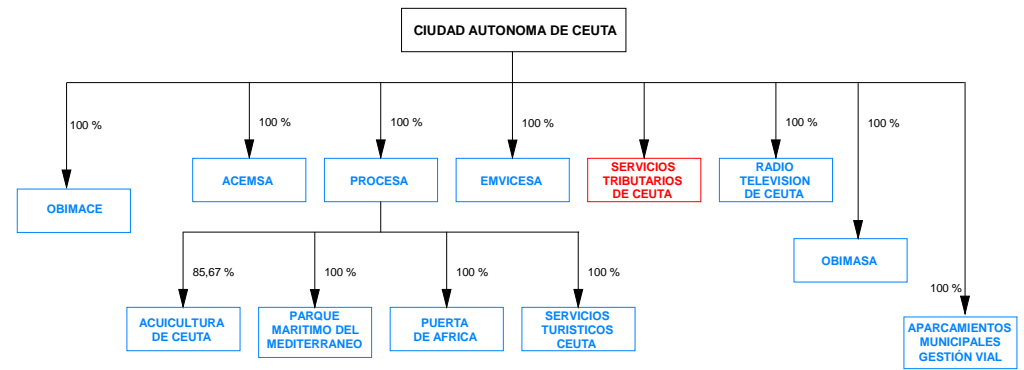 CIUDAD AUTONOMA DE CEUTA
100 %
100 %
100 %
100 %
100 %
100 %
100 %
OBIMACE
ACEMSA
PROCESA
EMVICESA
SERVICIOS
TRIBUTARIOS
DE CEUTA
RADIO
TELEVISION
DE CEUTA
OBIMASA
85,67 %
100 %
100 %
100 %
ACUICULTURA
DE CEUTA
PARQUE
MARITIMO DEL
MEDITERRANEO
PUERTA
DE AFRICA
SERVICIOS
TURISTICOS
CEUTA
100 %
APARCAMIENTOS
MUNICIPALES
GESTIÓN VIAL